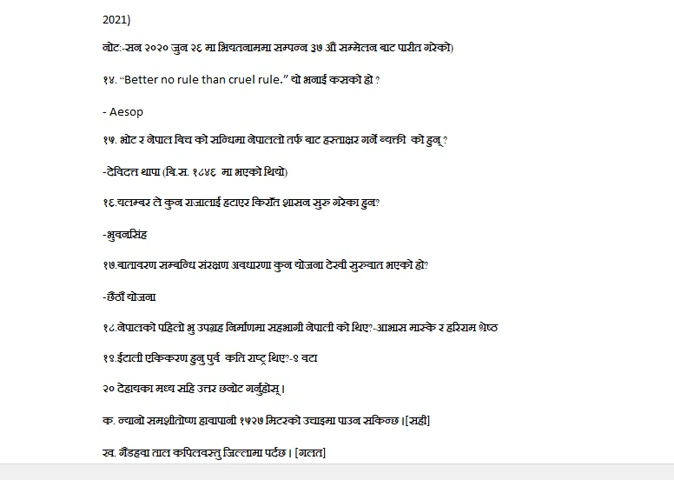 2021)
नोट:-सन २०२० जुन २६ मा भियतनाममा सम्पन्न ३७ औ सम्मेलन बाट पारीत गरेको)
१४. “Better no rule than cruel rule.” यो भनाई कसको हो ?
- Aesop
१५. भोट र नेपाल बिच को सन्धिमा नेपाललो तर्फ बाट हस्ताक्षर गर्ने ब्यक्ती को हुन् ?
-देविदत्त थापा (बि.स. १८४६ मा भएको थियो)
१६.यलम्बर ले कुन राजालाई हटाएर किराँत शासन सुरु गरेका हुन?
-भुवनसिंह
१७.बातावरण सम्बन्धि संरक्षण अवधारणा कुन योजना देखी सुरुवात भएको हो?
-छैठौँ योजना
१८.नेपालको पहिलो भु उपग्रह निर्माणमा सहभागी नेपाली को थिए?-आभास मास्के र हरिराम श्रेष्ठ
१९.ईटाली एकिकरण हुनु पुर्व कति राष्ट्र थिए?-९ वटा
२० देहायका मध्य सहि उत्तर छनोट गर्नुहोस् ।
क. न्यानो समशीतोष्ण हावापानी १५२७ मिटरको उचाइमा पाउन सकिन्छ ।[सही]
ख. गैंडहवा ताल कपिलवस्तु जिल्लामा पर्दछ । [गलत]